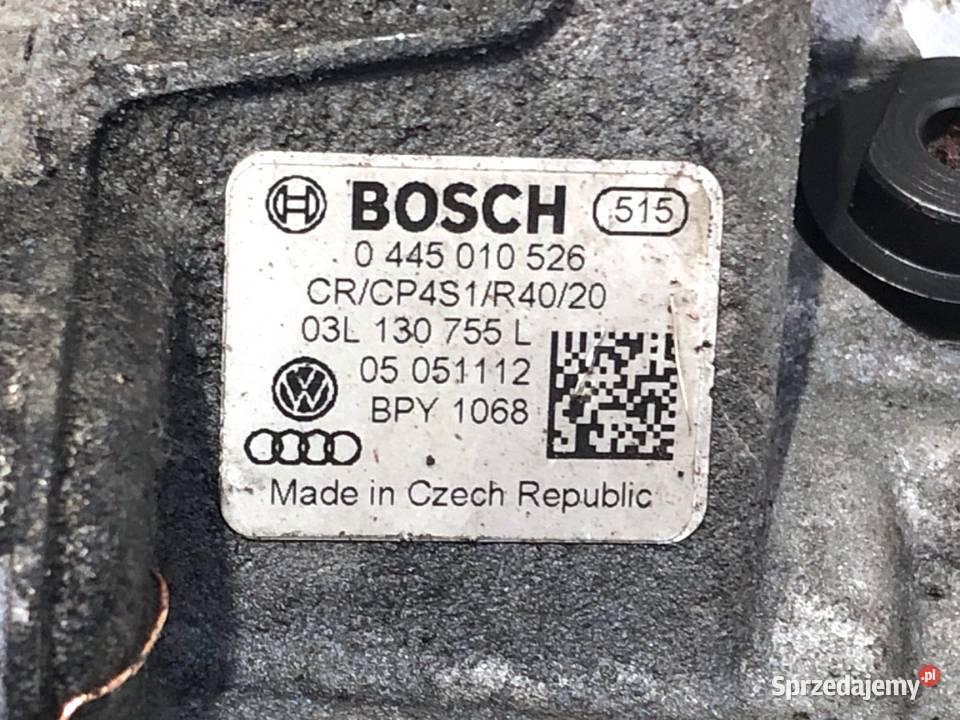 BOSCH 515
0 445 010 526
CR/CP4S1/R40/20
03L 130 755 L
05 051112
BPY 1068
Made in Czech Republic
Sprzedajemy.pl